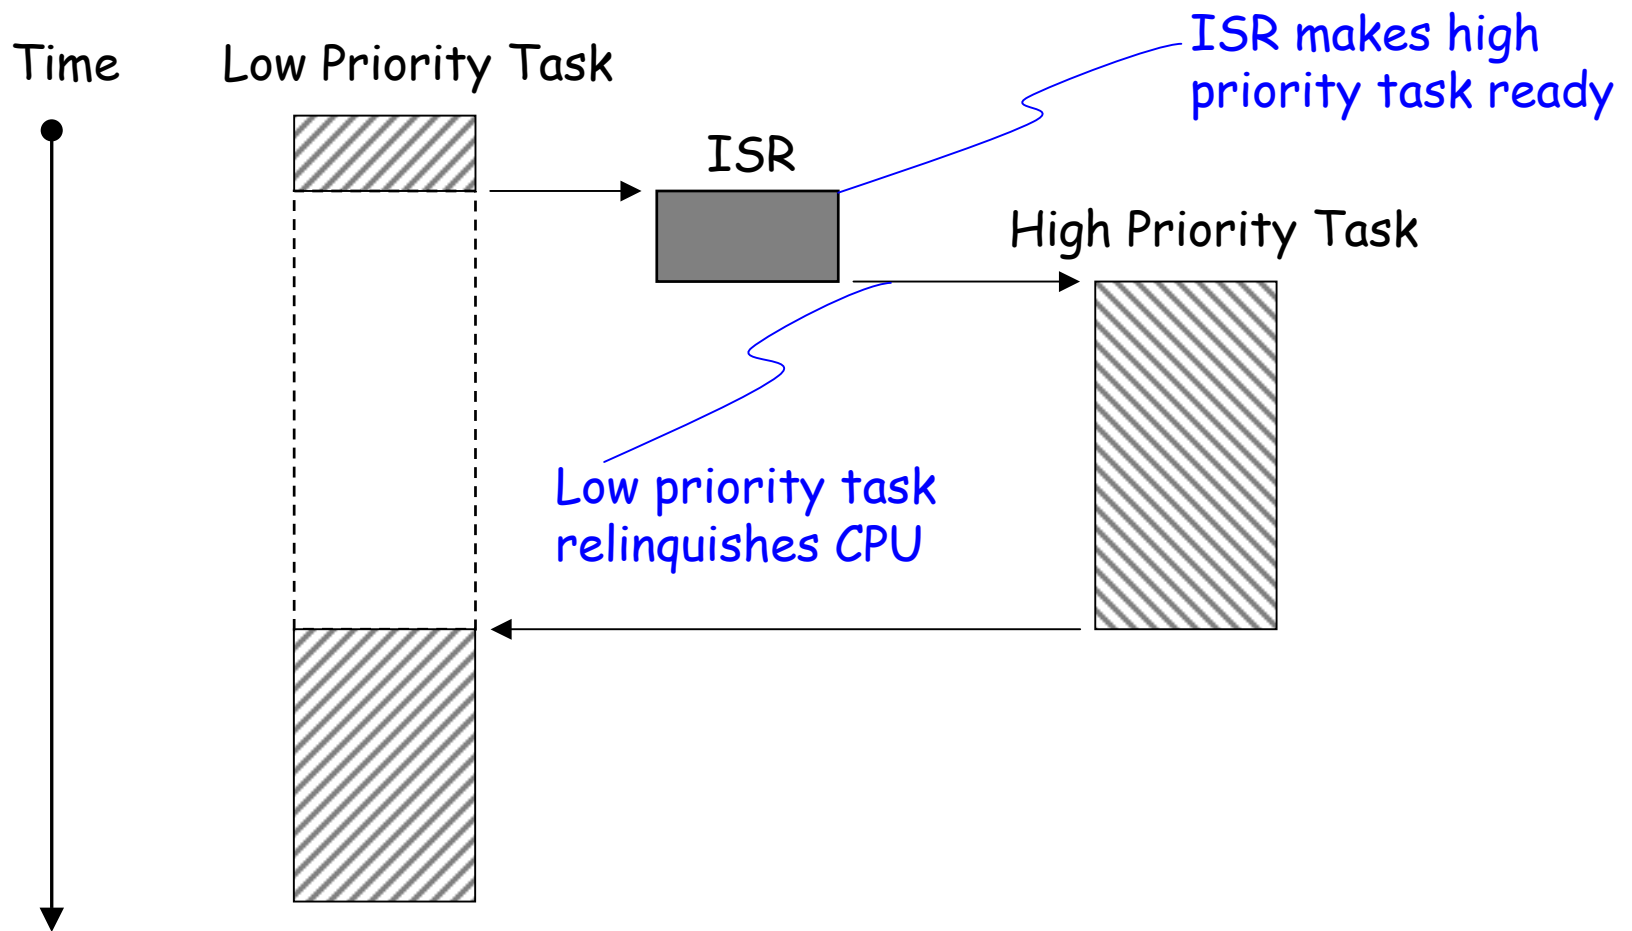 Time
Low Priority Task
ISR makes high
priority task ready
ISR
High Priority Task
Low priority task
relinquishes CPU